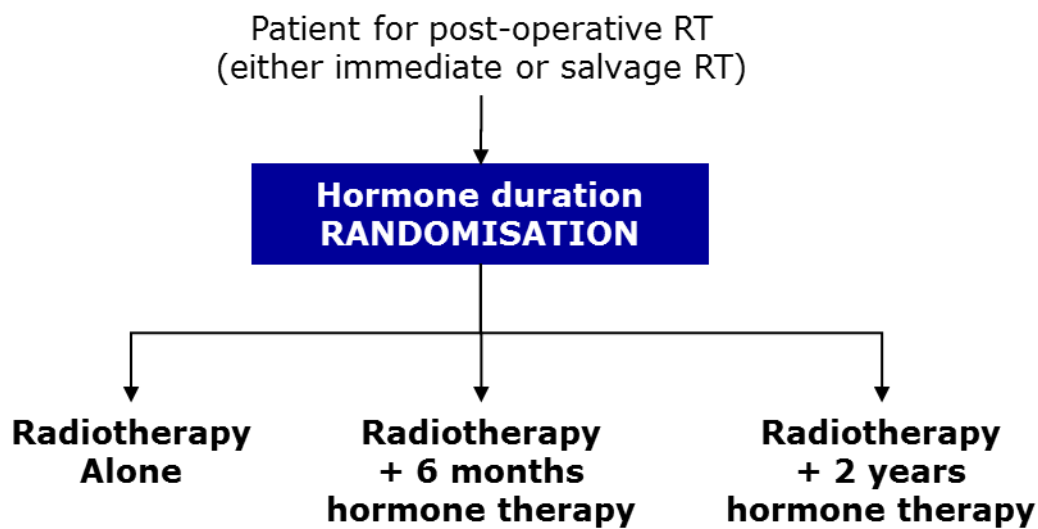 Patient for post-operative RT
(either immediate or salvage RT)
Hormone duration
RANDOMISATION
Radiotherapy
Alone
Radiotherapy
+ 6 months
hormone therapy
Radiotherapy
+ 2 years
hormone therapy